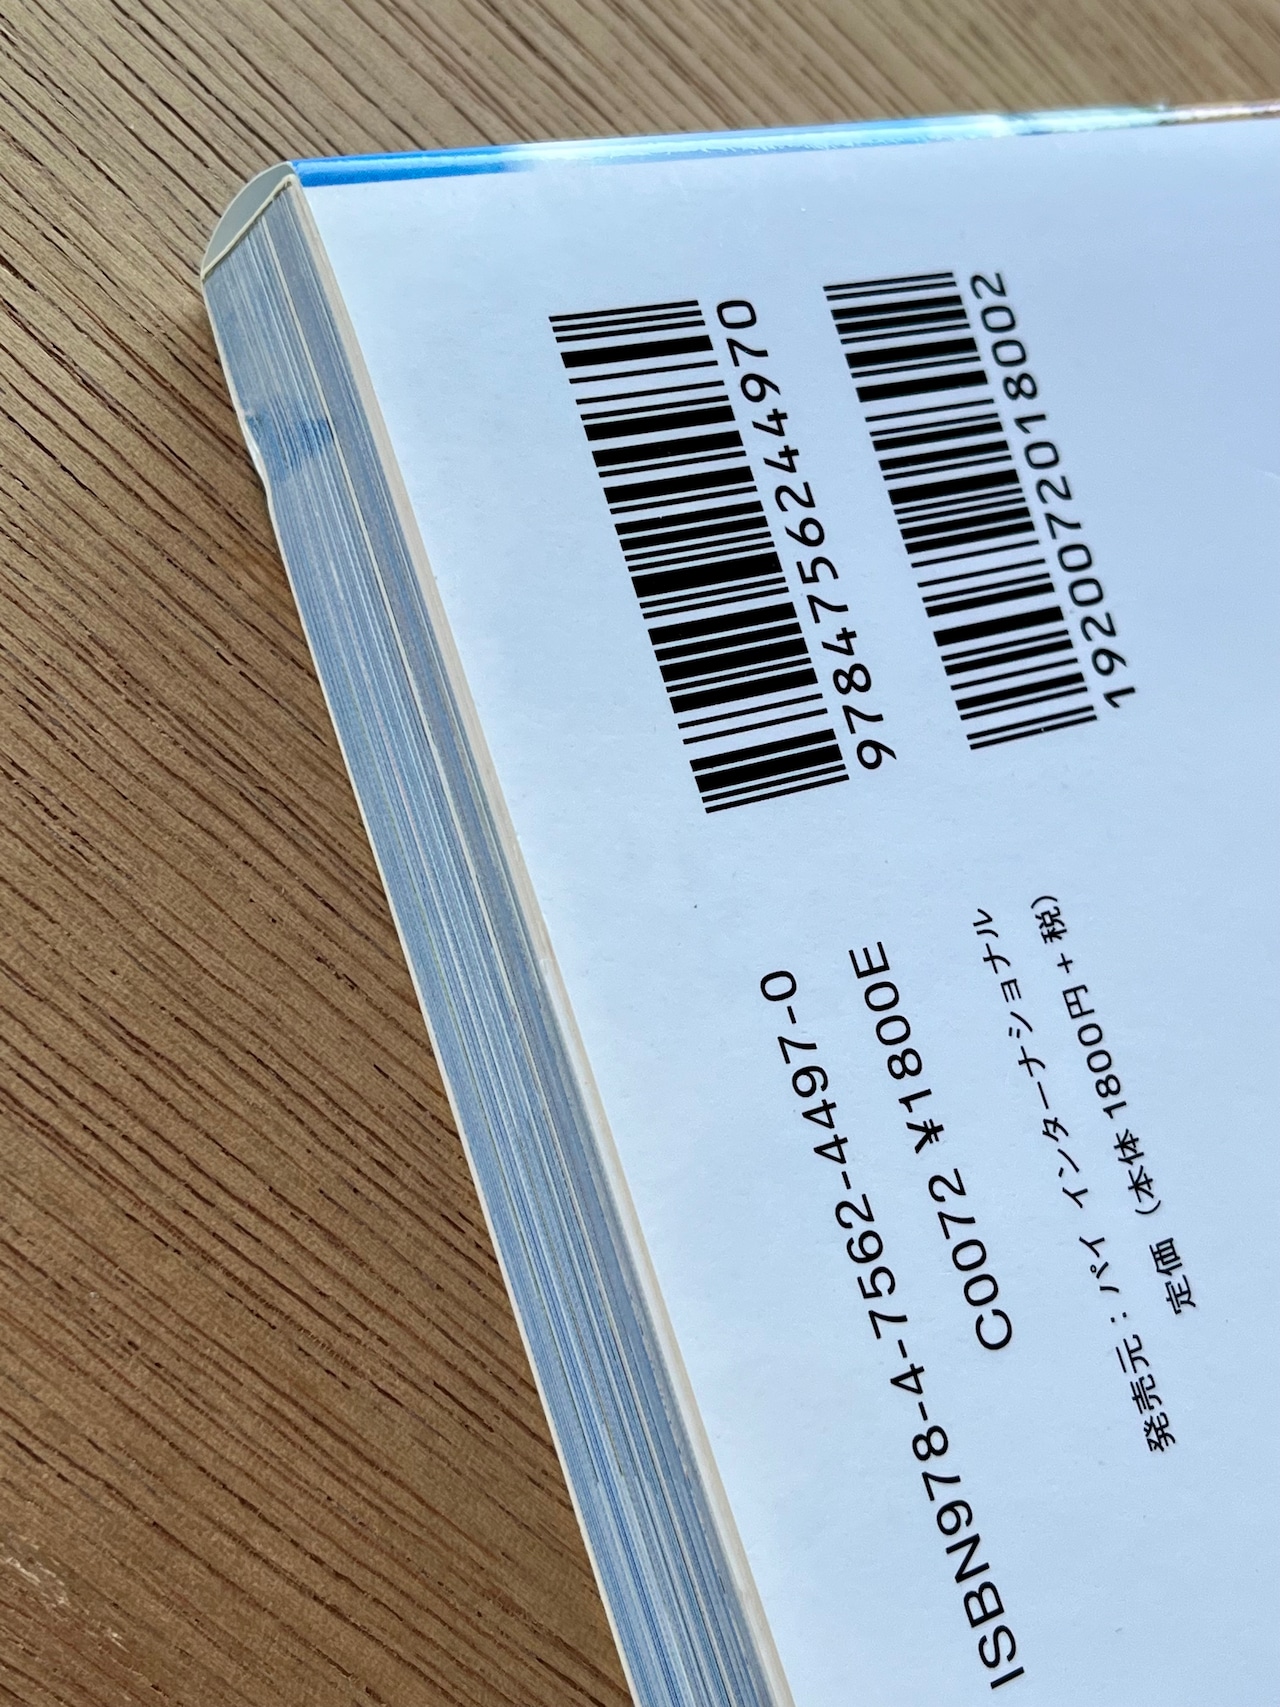 9784756244970
1920072018002
ISBN978-4-7562-4497-0
C0072 ¥1800E
発売元：パイ インターナショナル
定価（本体 1800円 + 税）